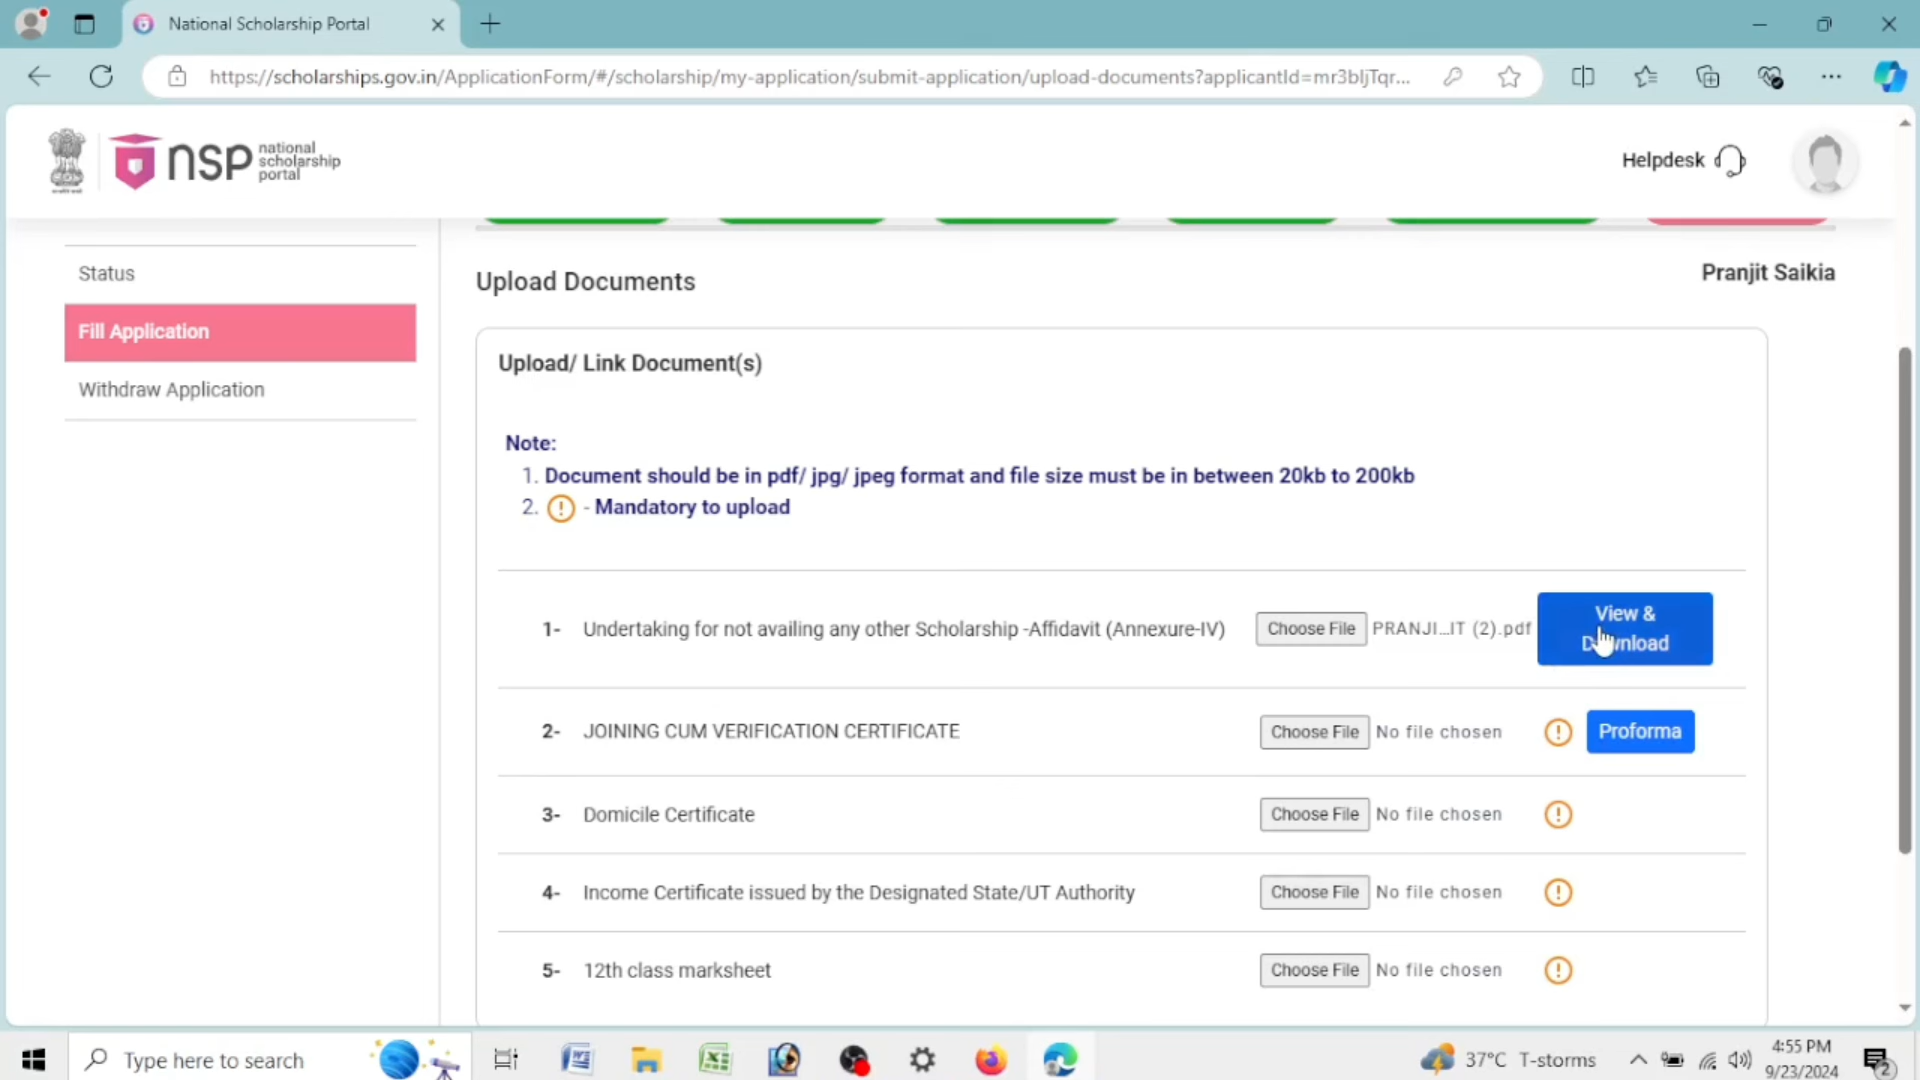 National Scholarship Portal
https://scholarships.gov.in/ApplicationForm/#/scholarship/my-application/submit-application/upload-documents?applicantId=mr3bljTqr...
nsp national scholarship portal
Helpdesk
Status
Fill Application
Withdraw Application
Upload Documents
Pranjit Saikia
Upload/ Link Document(s)
Note:
1. Document should be in pdf/ jpg/ jpeg format and file size must be in between 20kb to 200kb
2. ! - Mandatory to upload
1- Undertaking for not availing any other Scholarship -Affidavit (Annexure-IV) Choose File PRANJI...IT (2).pdf View & Download
2- JOINING CUM VERIFICATION CERTIFICATE Choose File No file chosen ! Proforma
3- Domicile Certificate Choose File No file chosen !
4- Income Certificate issued by the Designated State/UT Authority Choose File No file chosen !
5- 12th class marksheet Choose File No file chosen !
Type here to search
37°C T-storms
4:55 PM
9/23/2024
2